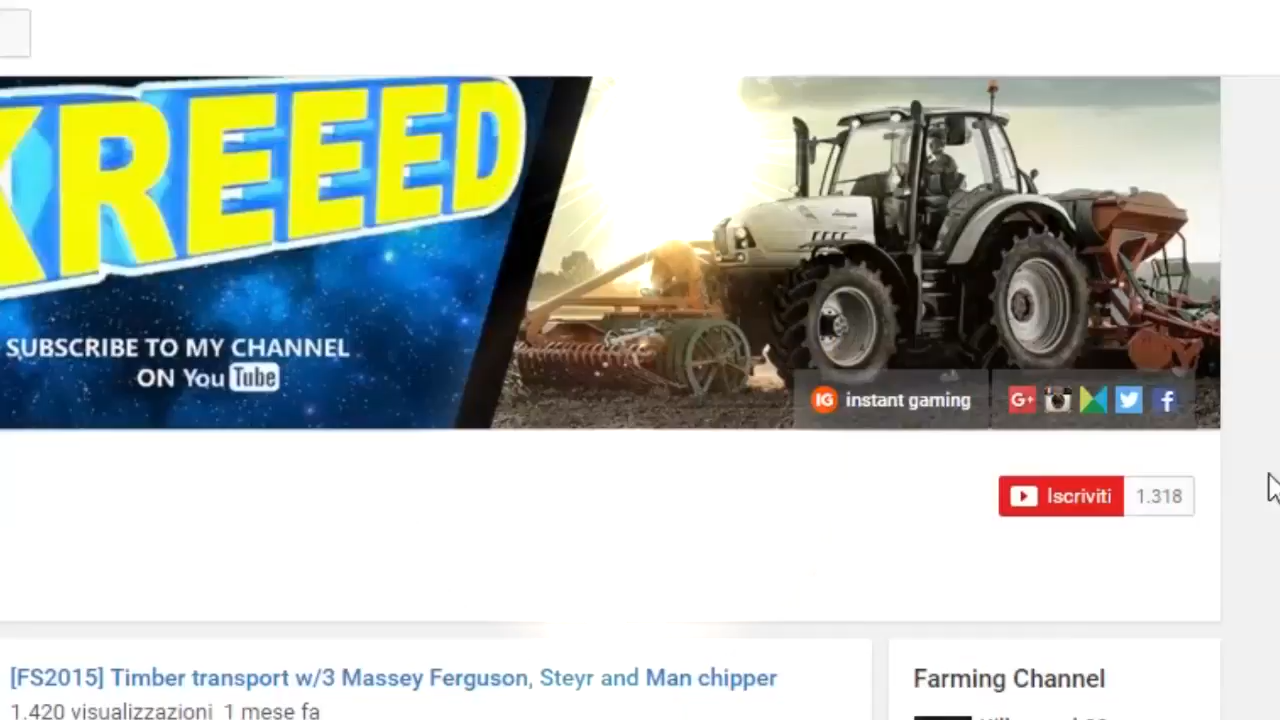 KREEED
SUBSCRIBE TO MY CHANNEL
ON YouTube
IG instant gaming
G+
f
Iscriviti 1.318
[FS2015] Timber transport w/3 Massey Ferguson, Steyr and Man chipper
1.420 visualizzazioni 1 mese fa
Farming Channel